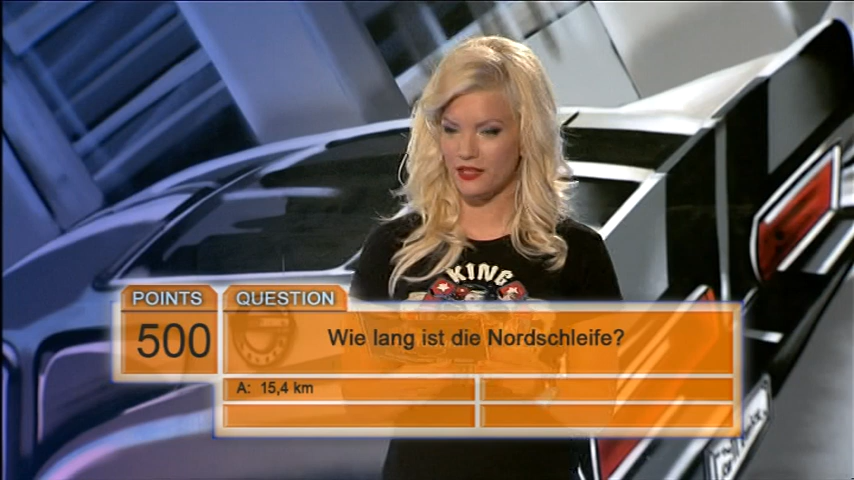 POINTS QUESTION
500
Wie lang ist die Nordschleife?
A: 15,4 km
KING